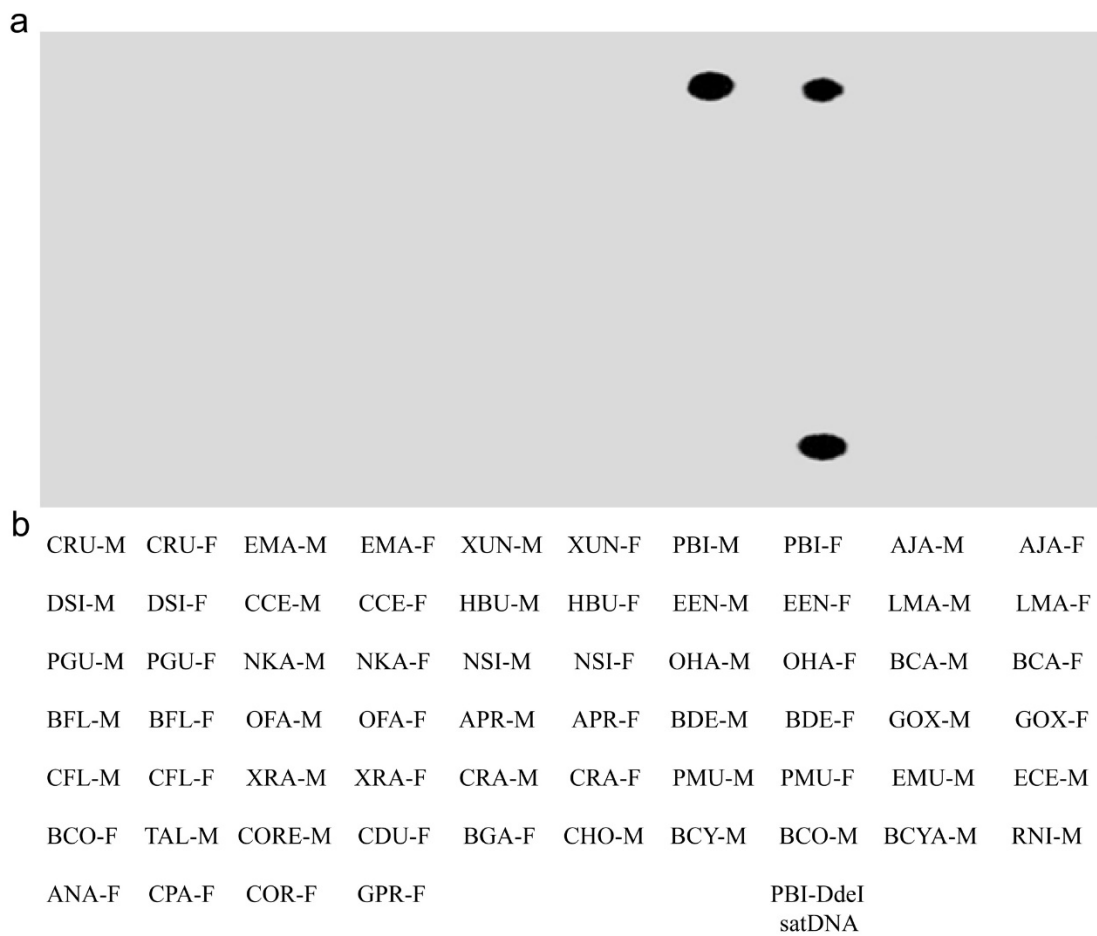 a
b
CRU-M CRU-F EMA-M EMA-F XUN-M XUN-F PBI-M PBI-F AJA-M AJA-F
DSI-M DSI-F CCE-M CCE-F HBU-M HBU-F EEN-M EEN-F LMA-M LMA-F
PGU-M PGU-F NKA-M NKA-F NSI-M NSI-F OHA-M OHA-F BCA-M BCA-F
BFL-M BFL-F OFA-M OFA-F APR-M APR-F BDE-M BDE-F GOX-M GOX-F
CFL-M CFL-F XRA-M XRA-F CRA-M CRA-F PMU-M PMU-F EMU-M ECE-M
BCO-F TAL-M CORE-M CDU-F BGA-F CHO-M BCY-M BCO-M BCYA-M RNI-M
ANA-F CPA-F COR-F GPR-F PBI-DdeI
satDNA